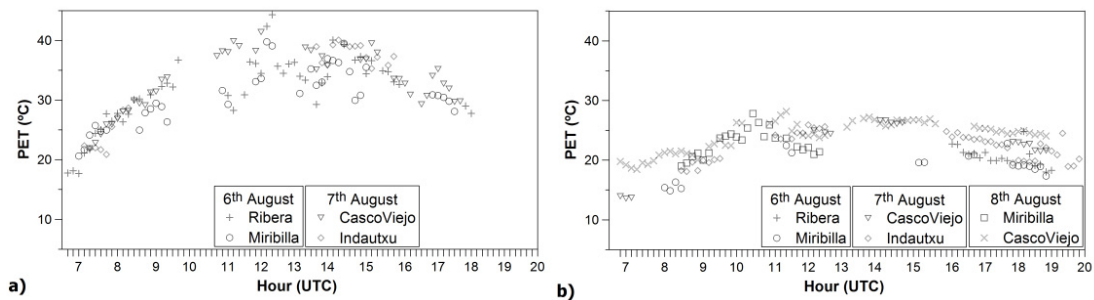 PET (ºC)
40
30
20
10
6th August 7th August
Ribera CascoViejo
Miribilla Indautxu
7 8 9 10 11 12 13 14 15 16 17 18 19 20
Hour (UTC)
a)
PET (ºC)
40
30
20
10
6th August 7th August 8th August
Ribera CascoViejo Miribilla
Miribilla Indautxu CascoViejo
7 8 9 10 11 12 13 14 15 16 17 18 19 20
Hour (UTC)
b)